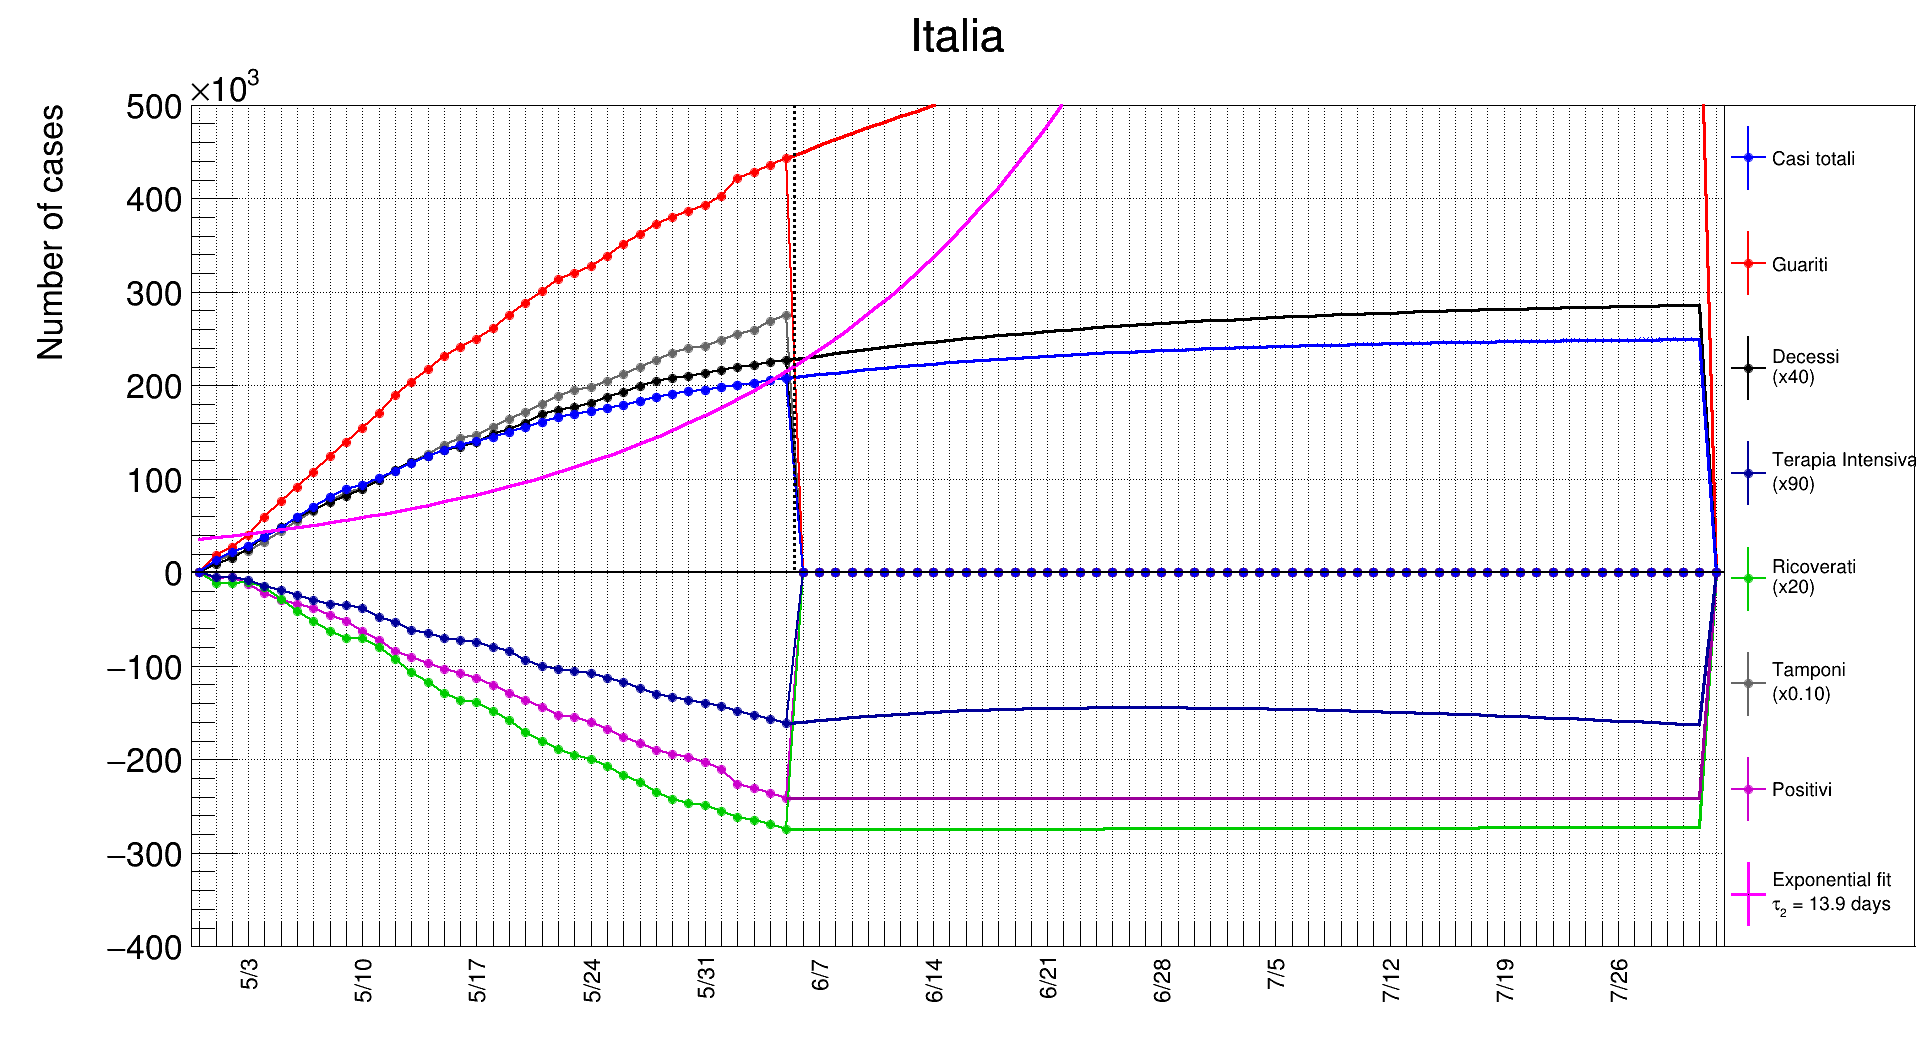 Italia
×10³
Number of cases
500
400
300
200
100
0
−100
−200
−300
−400
5/3
5/10
5/17
5/24
5/31
6/7
6/14
6/21
6/28
7/5
7/12
7/19
7/26
Casi totali
Guariti
Decessi
(x40)
Terapia Intensiva
(x90)
Ricoverati
(x20)
Tamponi
(x0.10)
Positivi
Exponential fit
τ₂ = 13.9 days